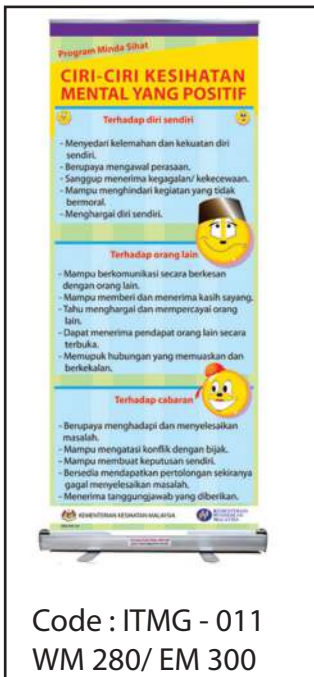 Program Minda Sihat
CIRI-CIRI KESIHATAN
MENTAL YANG POSITIF
Terhadap diri sendiri
- Menyedari kelemahan dan kekuatan diri
sendiri.
- Berupaya mengawal perasaan.
- Sanggup menerima kegagalan/ kekecewaan.
- Mampu menghindari kegiatan yang tidak
bermoral.
- Menghargai diri sendiri.
Terhadap orang lain
- Mampu berkomunikasi secara berkesan
dengan orang lain.
- Mampu memberi dan menerima kasih sayang.
- Tahu menghargai dan mempercayai orang
lain.
- Dapat menerima pendapat orang lain secara
terbuka.
- Memupuk hubungan yang memuaskan dan
berkekalan.
Terhadap cabaran
- Berupaya menghadapi dan menyelesaikan
masalah.
- Mampu mengatasi konflik dengan bijak.
- Mampu membuat keputusan sendiri.
- Bersedia mendapatkan pertolongan sekiranya
gagal menyelesaikan masalah.
- Menerima tanggungjawab yang diberikan.
KEMENTERIAN KESIHATAN MALAYSIA
KEMENTERIAN
PENDIDIKAN
MALAYSIA
Code : ITMG - 011
WM 280/ EM 300